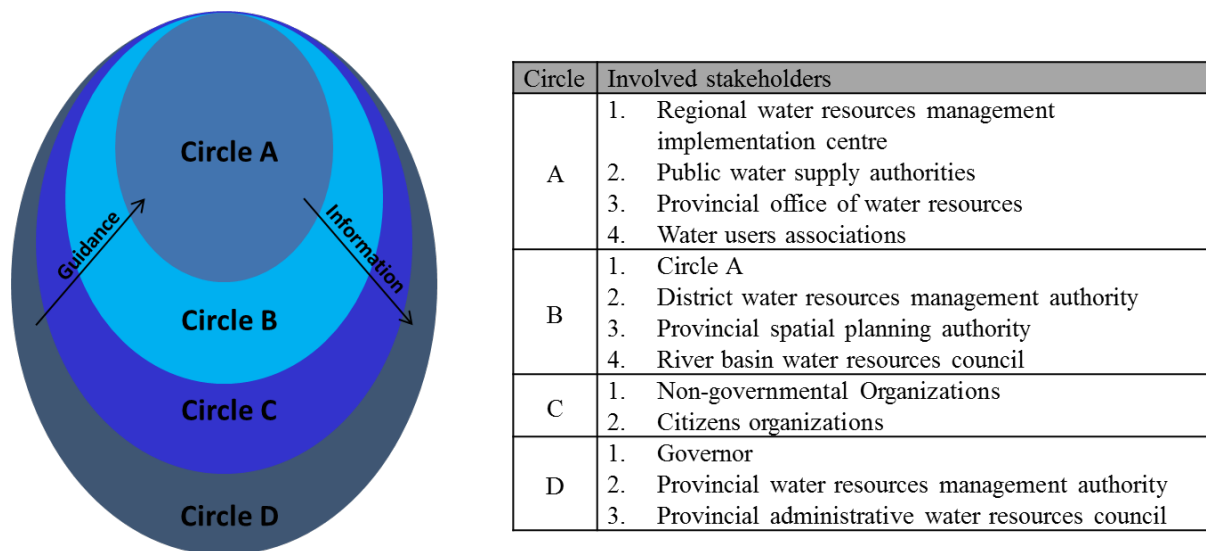 Circle A
Guidance
Information
Circle B
Circle C
Circle D
Circle Involved stakeholders
A
1. Regional water resources management
implementation centre
2. Public water supply authorities
3. Provincial office of water resources
4. Water users associations
B
1. Circle A
2. District water resources management authority
3. Provincial spatial planning authority
4. River basin water resources council
C
1. Non-governmental Organizations
2. Citizens organizations
D
1. Governor
2. Provincial water resources management authority
3. Provincial administrative water resources council